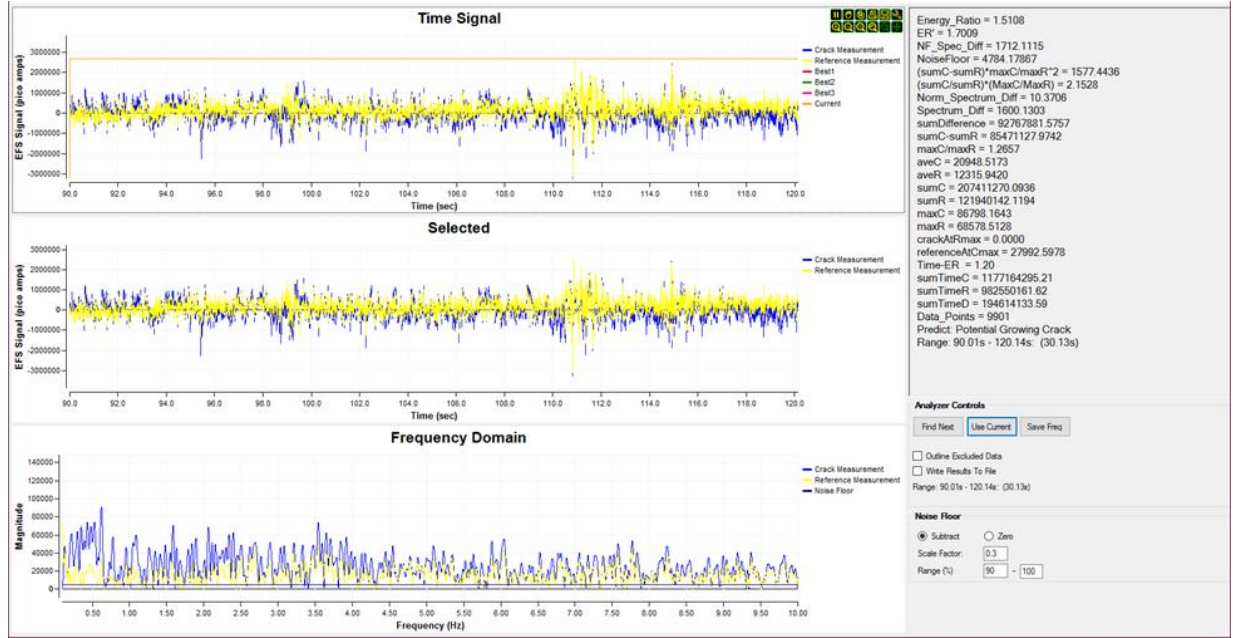 Time Signal
EFS Signal (pico amps)
3000000
2000000
1000000
0
-1000000
-2000000
-3000000
90.0 92.0 94.0 96.0 98.0 100.0 102.0 104.0 106.0 108.0 110.0 112.0 114.0 116.0 118.0 120.0
Time (sec)
Crack Measurement
Reference Measurement
Best1
Best2
Best3
Current
Selected
EFS Signal (pico amps)
3000000
2000000
1000000
0
-1000000
-2000000
-3000000
90.0 92.0 94.0 96.0 98.0 100.0 102.0 104.0 106.0 108.0 110.0 112.0 114.0 116.0 118.0 120.0
Time (sec)
Crack Measurement
Reference Measurement
Frequency Domain
Magnitude
140000
120000
100000
80000
60000
40000
20000
0
0.50 1.00 1.50 2.00 2.50 3.00 3.50 4.00 4.50 5.00 5.50 6.00 6.50 7.00 7.50 8.00 8.50 9.00 9.50 10.00
Frequency (Hz)
Crack Measurement
Reference Measurement
Noise Floor
Energy_Ratio = 1.5108
ER' = 1.7009
NF_Spec_Diff = 1712.1115
NoiseFloor = 4784.17867
(sumC-sumR)*maxC/maxR^2 = 1577.4436
(sumC/sumR)*(MaxC/MaxR) = 2.1528
Norm_Spectrum_Diff = 10.3706
Spectrum_Diff = 1600.1303
sumDifference = 92767881.5757
sumC-sumR = 85471127.9742
maxC/maxR = 1.2657
aveC = 20948.5173
aveR = 12315.9420
sumC = 207411270.0936
sumR = 121940142.1194
maxC = 86798.1643
maxR = 68578.5128
crackAtRmax = 0.0000
referenceAtCmax = 27992.5978
Time-ER = 1.20
sumTimeC = 1177164295.21
sumTimeR = 982550161.62
sumTimeD = 194614133.59
Data_Points = 9901
Predict: Potential Growing Crack
Range: 90.01s - 120.14s: (30.13s)
Analyzer Controls
Find Next Use Current Save Freq
Outline Excluded Data
Write Results To File
Range: 90.01s - 120.14s: (30.13s)
Noise Floor
Subtract Zero
Scale Factor: 0.3
Range (%) 90 - 100